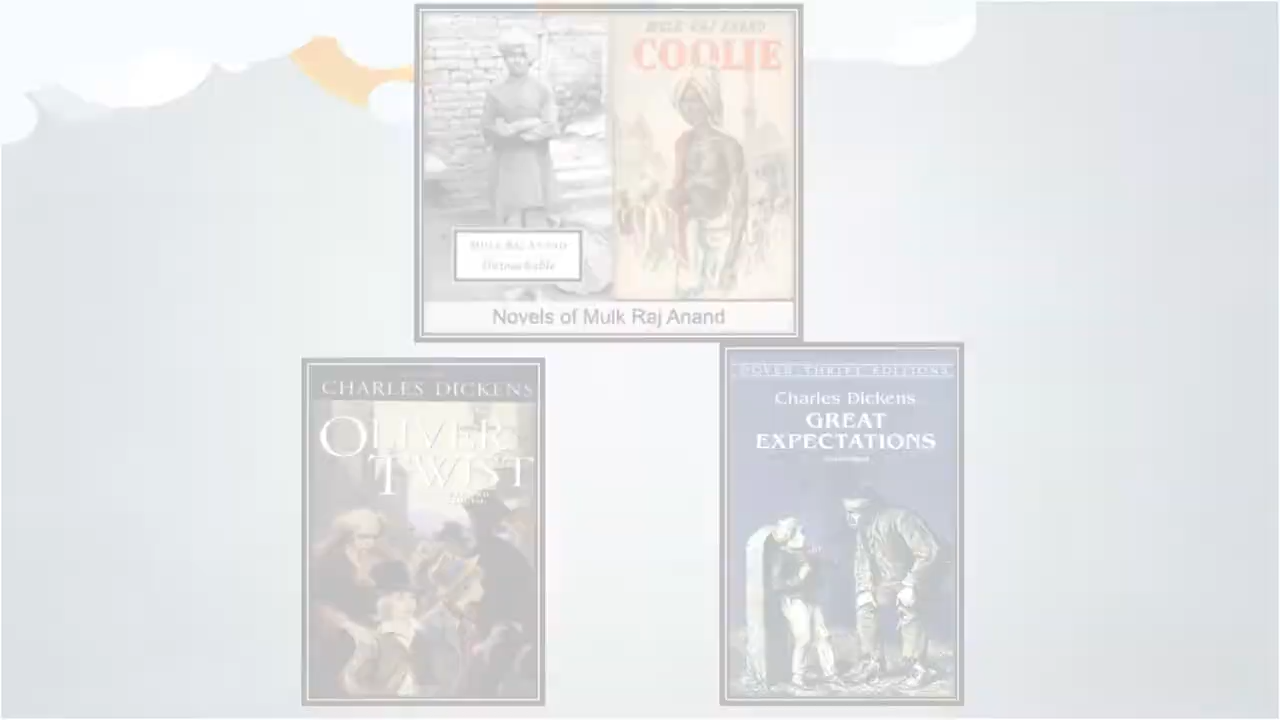 MULK RAJ ANAND
COOLIE
MULK RAJ ANAND
Untouchable
Novels of Mulk Raj Anand
CHARLES DICKENS
OLIVER
TWIST
DOVER THRIFT EDITIONS
Charles Dickens
GREAT
EXPECTATIONS